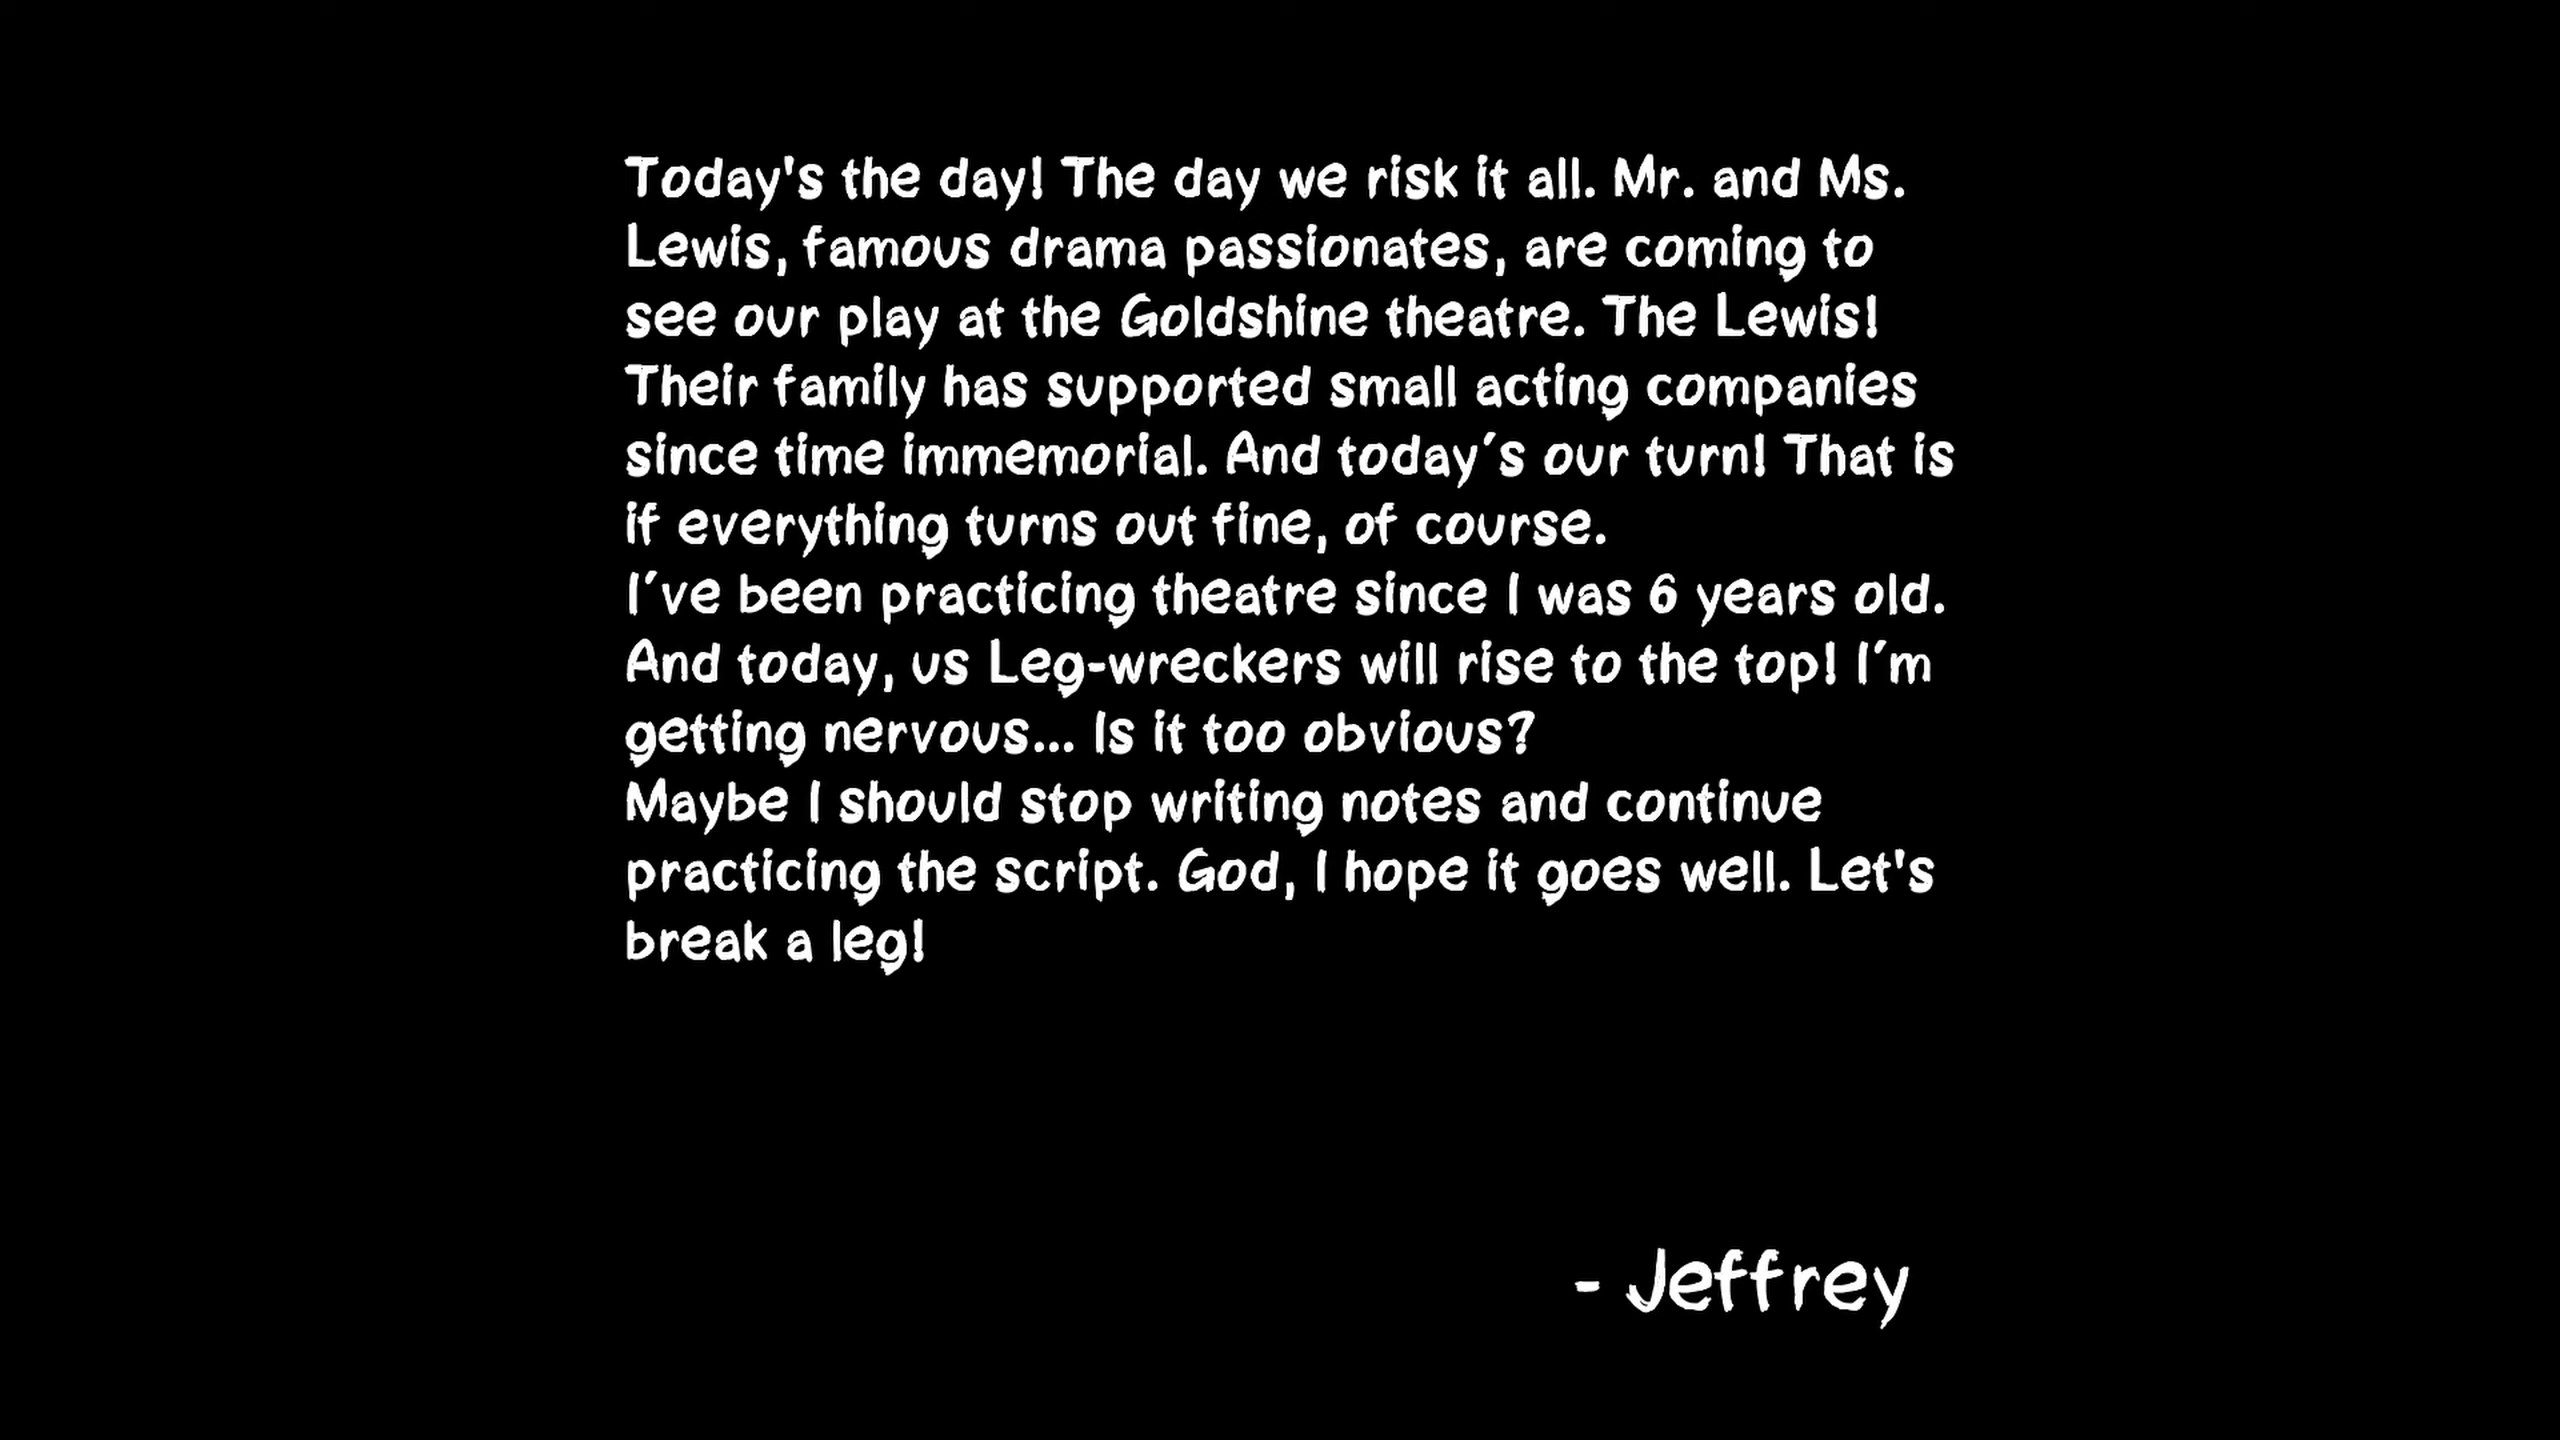 Today's the day! The day we risk it all. Mr. and Ms.
Lewis, famous drama passionates, are coming to
see our play at the Goldshine theatre. The Lewis!
Their family has supported small acting companies
since time immemorial. And today´s our turn! That is
if everything turns out fine, of course.
I´ve been practicing theatre since I was 6 years old.
And today, us Leg-wreckers will rise to the top! I´m
getting nervous... Is it too obvious?
Maybe I should stop writing notes and continue
practicing the script. God, I hope it goes well. Let's
break a leg!
- Jeffrey